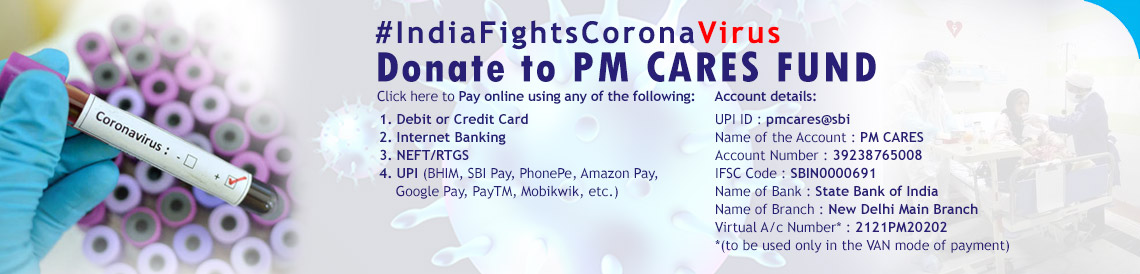 #IndiaFightsCoronaVirus
Donate to PM CARES FUND
Click here to Pay online using any of the following:
1. Debit or Credit Card
2. Internet Banking
3. NEFT/RTGS
4. UPI (BHIM, SBI Pay, PhonePe, Amazon Pay,
Google Pay, PayTM, Mobikwik, etc.)
Account details:
UPI ID : pmcares@sbi
Name of the Account : PM CARES
Account Number : 39238765008
IFSC Code : SBIN0000691
Name of Bank : State Bank of India
Name of Branch : New Delhi Main Branch
Virtual A/c Number* : 2121PM20202
*(to be used only in the VAN mode of payment)
Coronavirus : -
+